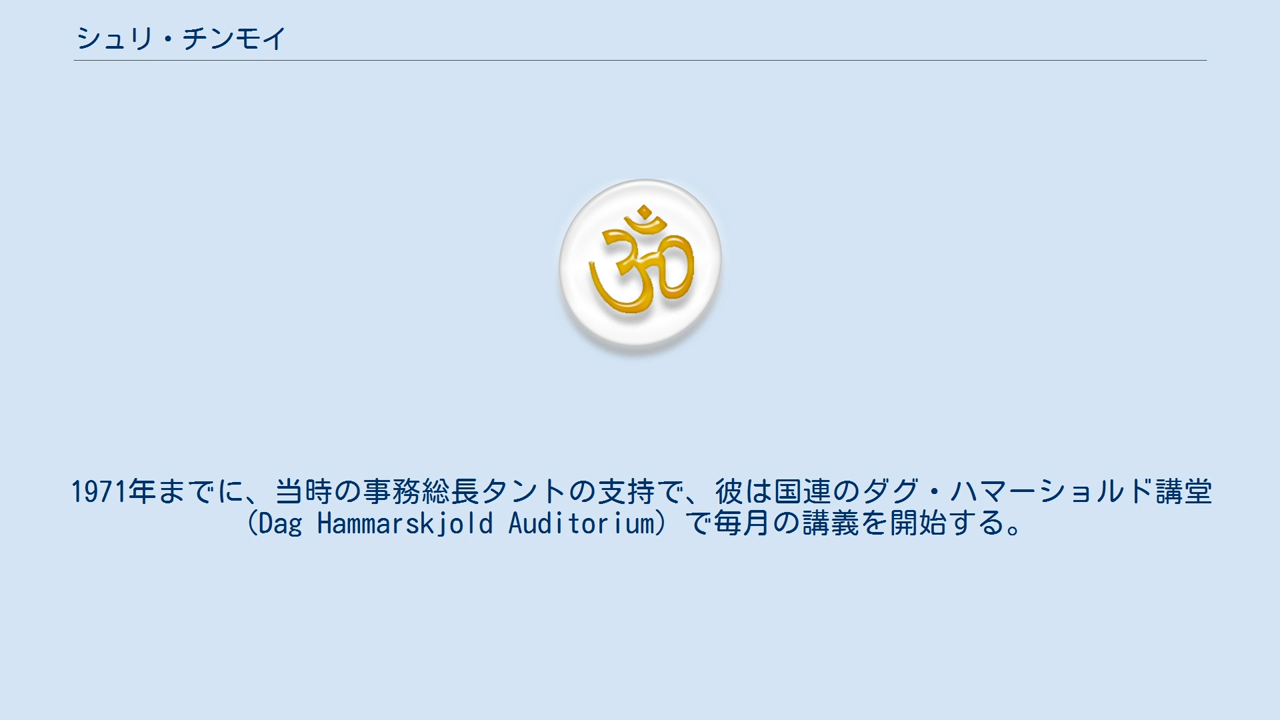 シュリ・チンモイ
ॐ
1971年までに、当時の事務総長タントの支持で、彼は国連のダグ・ハマーショルド講堂
（Dag Hammarskjold Auditorium）で毎月の講義を開始する。